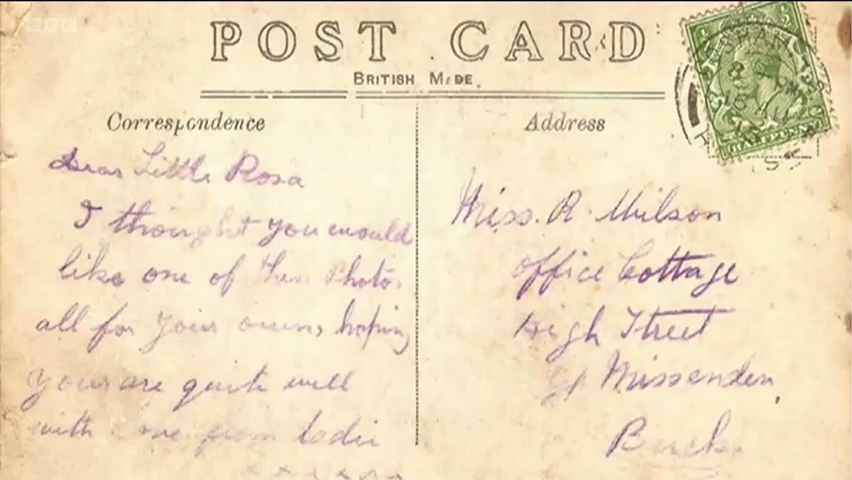 BBC
POST CARD
BRITISH MADE
Correspondence
Address
Dear Little Rosa
I thought you would
like one of these Photos
all for your own, hoping
you are quite well
with from
xxxxxx
Miss. R. Wilson
Office Cottage
High Street
Gt Missenden,
Bucks